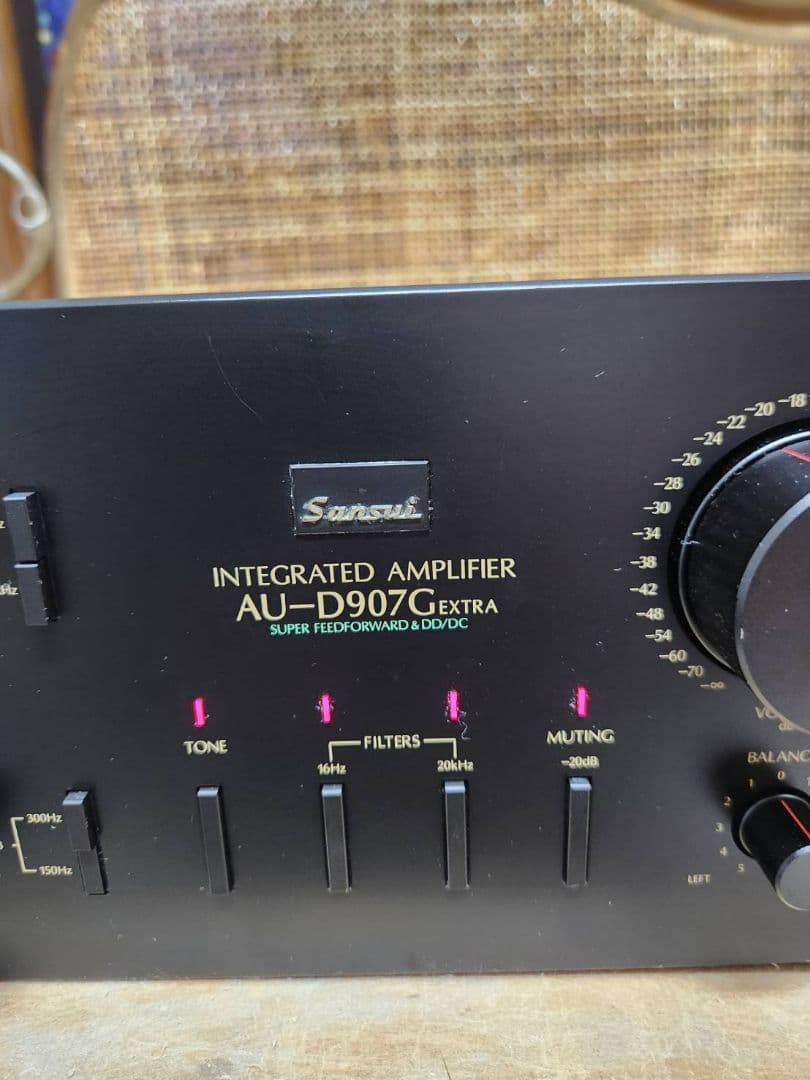 Sansui
INTEGRATED AMPLIFIER
AU-D907G EXTRA
SUPER FEEDFORWARD & DD/DC
-18
-20
-22
-24
-26
-28
-30
-34
-38
-42
-48
-54
-60
-70
-∞
TONE
FILTERS
16Hz
20kHz
MUTING
-20dB
300Hz
150Hz
BALANC
0
1
2
3
4
5
LEFT